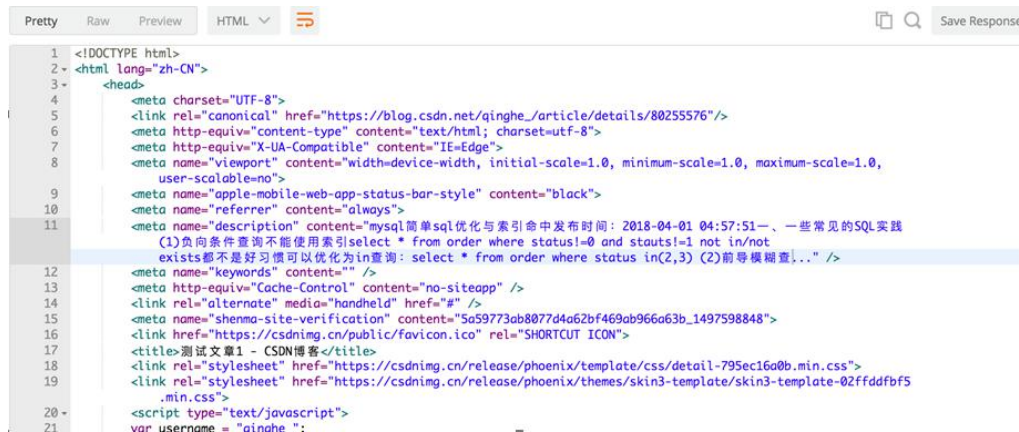 Pretty Raw Preview HTML Save Response
1 <!DOCTYPE html>
2 <html lang="zh-CN">
3 <head>
4 <meta charset="UTF-8">
5 <link rel="canonical" href="https://blog.csdn.net/qinghe_/article/details/80255576"/>
6 <meta http-equiv="content-type" content="text/html; charset=utf-8">
7 <meta http-equiv="X-UA-Compatible" content="IE=Edge">
8 <meta name="viewport" content="width=device-width, initial-scale=1.0, minimum-scale=1.0, maximum-scale=1.0,
user-scalable=no">
9 <meta name="apple-mobile-web-app-status-bar-style" content="black">
10 <meta name="referrer" content="always">
11 <meta name="description" content="mysql简单sql优化与索引命中发布时间：2018-04-01 04:57:51一、一些常见的SQL实践
(1)负向条件查询不能使用索引select * from order where status!=0 and stauts!=1 not in/not
exists都不是好习惯可以优化为in查询：select * from order where status in(2,3) (2)前导模糊查..." />
12 <meta name="keywords" content="" />
13 <meta http-equiv="Cache-Control" content="no-siteapp" />
14 <link rel="alternate" media="handheld" href="#" />
15 <meta name="shenma-site-verification" content="5a59773ab8077d4a62bf469ab966a63b_1497598848">
16 <link href="https://csdnimg.cn/public/favicon.ico" rel="SHORTCUT ICON">
17 <title>测试文章1 - CSDN博客</title>
18 <link rel="stylesheet" href="https://csdnimg.cn/release/phoenix/template/css/detail-795ec16a0b.min.css">
19 <link rel="stylesheet" href="https://csdnimg.cn/release/phoenix/themes/skin3-template/skin3-template-02ffddfbf5
.min.css">
20 <script type="text/javascript">
21 var username = "qinghe_";